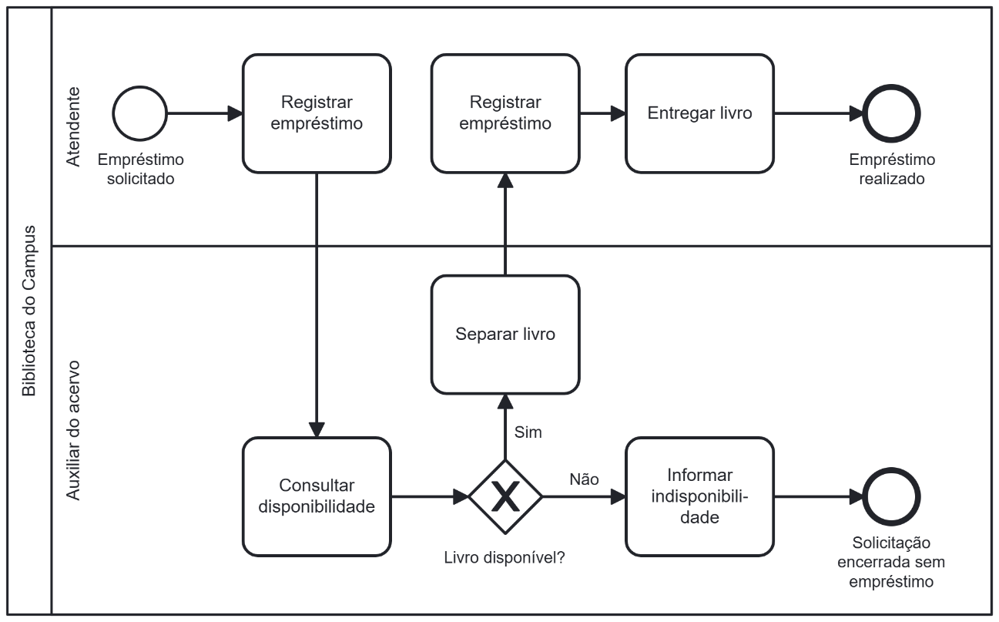 Biblioteca do Campus
Atendente
Empréstimo
solicitado
Registrar
empréstimo
Registrar
empréstimo
Entregar livro
Empréstimo
realizado
Auxiliar do acervo
Consultar
disponibilidade
Livro disponível?
Sim
Separar livro
Não
Informar
indisponibili-
dade
Solicitação
encerrada sem
empréstimo